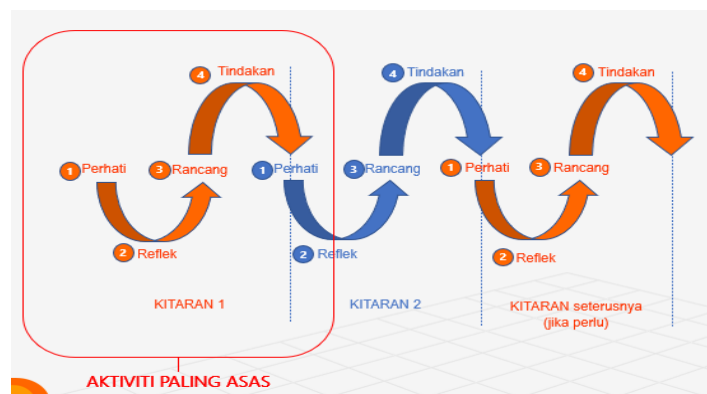 4 Tindakan
4 Tindakan
4 Tindakan
1 Perhati
3 Rancang
1 Perhati
3 Rancang
1 Perhati
3 Rancang
2 Reflek
2 Reflek
2 Reflek
KITARAN 1
KITARAN 2
KITARAN seterusnya
(jika perlu)
AKTIVITI PALING ASAS